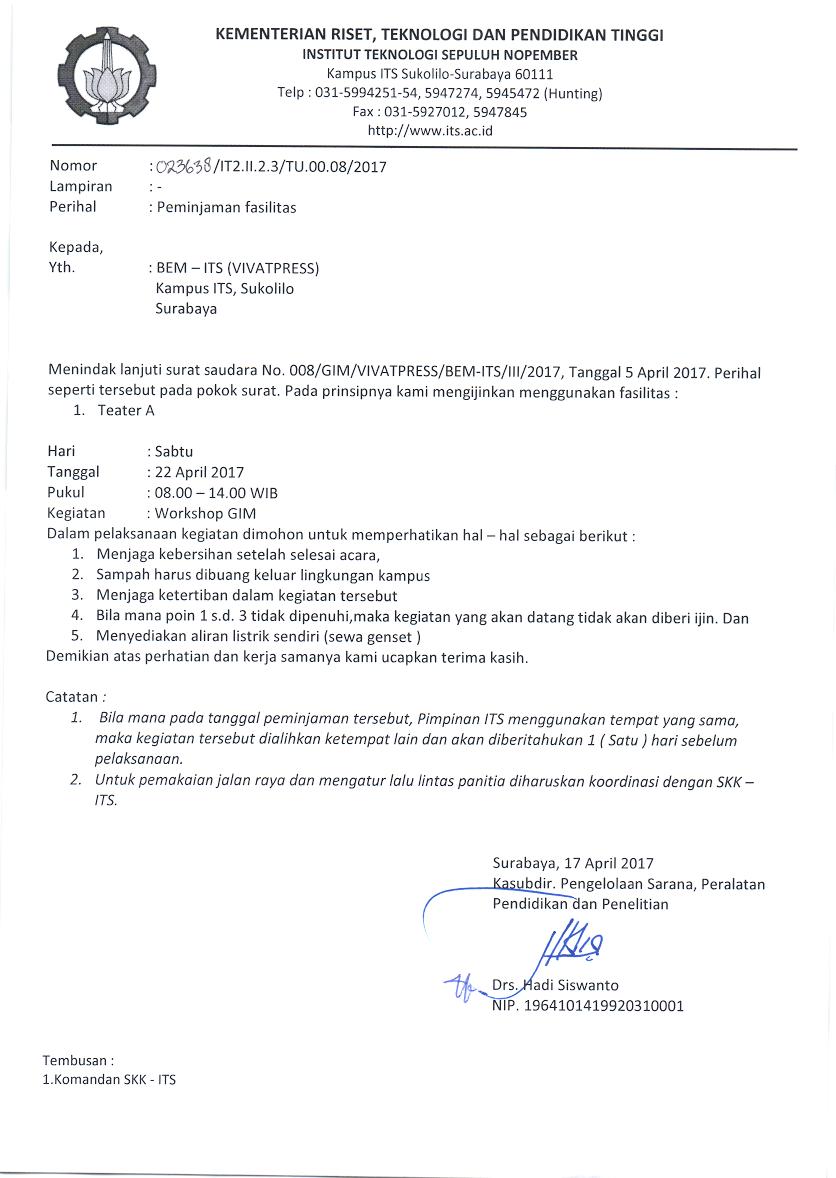 KEMENTERIAN RISET, TEKNOLOGI DAN PENDIDIKAN TINGGI
INSTITUT TEKNOLOGI SEPULUH NOPEMBER
Kampus ITS Sukolilo-Surabaya 60111
Telp : 031-5994251-54, 5947274, 5945472 (Hunting)
Fax : 031-5927012, 5947845
http://www.its.ac.id
Nomor : 023638/IT2.II.2.3/TU.00.08/2017
Lampiran : -
Perihal : Peminjaman fasilitas
Kepada,
Yth. : BEM – ITS (VIVATPRESS)
Kampus ITS, Sukolilo
Surabaya
Menindak lanjuti surat saudara No. 008/GIM/VIVATPRESS/BEM-ITS/III/2017, Tanggal 5 April 2017. Perihal
seperti tersebut pada pokok surat. Pada prinsipnya kami mengijinkan menggunakan fasilitas :
1. Teater A
Hari : Sabtu
Tanggal : 22 April 2017
Pukul : 08.00 – 14.00 WIB
Kegiatan : Workshop GIM
Dalam pelaksanaan kegiatan dimohon untuk memperhatikan hal – hal sebagai berikut :
1. Menjaga kebersihan setelah selesai acara,
2. Sampah harus dibuang keluar lingkungan kampus
3. Menjaga ketertiban dalam kegiatan tersebut
4. Bila mana poin 1 s.d. 3 tidak dipenuhi,maka kegiatan yang akan datang tidak akan diberi ijin. Dan
5. Menyediakan aliran listrik sendiri (sewa genset )
Demikian atas perhatian dan kerja samanya kami ucapkan terima kasih.
Catatan :
1. Bila mana pada tanggal peminjaman tersebut, Pimpinan ITS menggunakan tempat yang sama,
maka kegiatan tersebut dialihkan ketempat lain dan akan diberitahukan 1 ( Satu ) hari sebelum
pelaksanaan.
2. Untuk pemakaian jalan raya dan mengatur lalu lintas panitia diharuskan koordinasi dengan SKK –
ITS.
Surabaya, 17 April 2017
Kasubdir. Pengelolaan Sarana, Peralatan
Pendidikan dan Penelitian
Drs. Hadi Siswanto
NIP. 1964101419920310001
Tembusan :
1.Komandan SKK - ITS